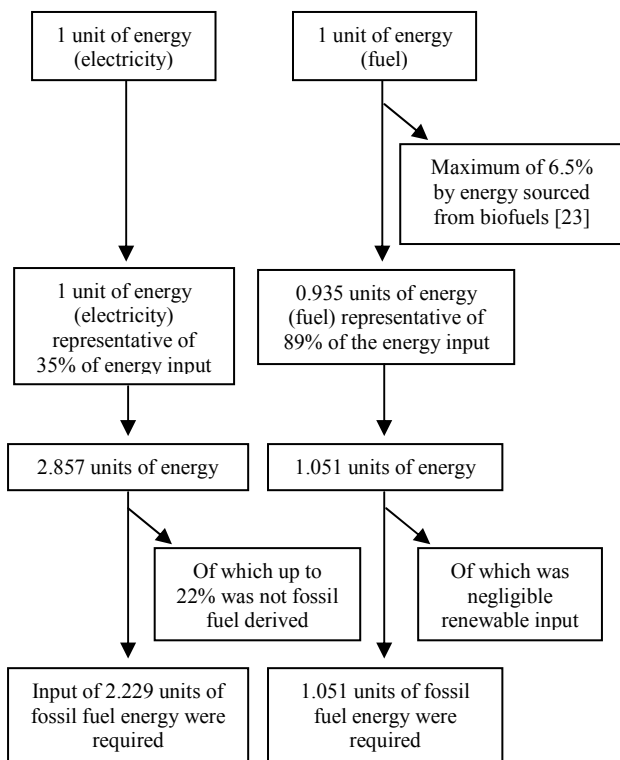 1 unit of energy
(electricity)
1 unit of energy
(fuel)
Maximum of 6.5%
by energy sourced
from biofuels [23]
1 unit of energy
(electricity)
representative of
35% of energy input
0.935 units of energy
(fuel) representative of
89% of the energy input
2.857 units of energy
1.051 units of energy
Of which up to
22% was not fossil
fuel derived
Of which was
negligible
renewable input
Input of 2.229 units of
fossil fuel energy were
required
1.051 units of fossil
fuel energy were
required